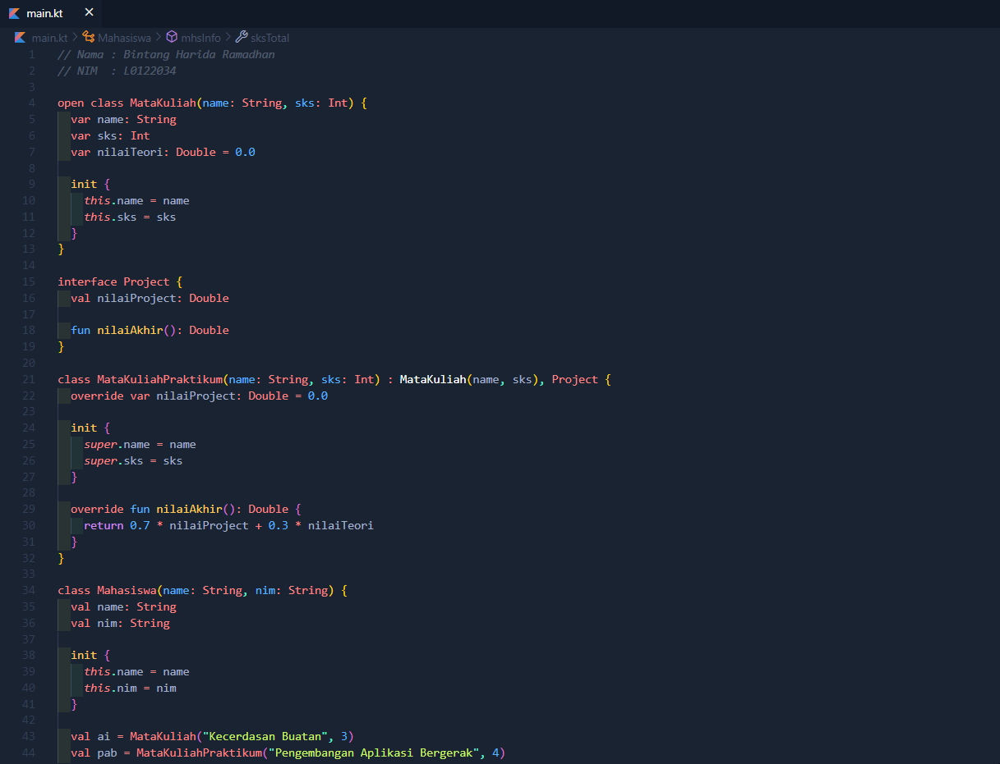 main.kt ×
main.kt > Mahasiswa > mhsInfo > sksTotal
1 // Nama : Bintang Harida Ramadhan
2 // NIM  : L0122034
3
4 open class MataKuliah(name: String, sks: Int) {
5   var name: String
6   var sks: Int
7   var nilaiTeori: Double = 0.0
8
9   init {
10     this.name = name
11     this.sks = sks
12   }
13 }
14
15 interface Project {
16   val nilaiProject: Double
17
18   fun nilaiAkhir(): Double
19 }
20
21 class MataKuliahPraktikum(name: String, sks: Int) : MataKuliah(name, sks), Project {
22   override var nilaiProject: Double = 0.0
23
24   init {
25     super.name = name
26     super.sks = sks
27   }
28
29   override fun nilaiAkhir(): Double {
30     return 0.7 * nilaiProject + 0.3 * nilaiTeori
31   }
32 }
33
34 class Mahasiswa(name: String, nim: String) {
35   val name: String
36   val nim: String
37
38   init {
39     this.name = name
40     this.nim = nim
41   }
42
43   val ai = MataKuliah("Kecerdasan Buatan", 3)
44   val pab = MataKuliahPraktikum("Pengembangan Aplikasi Bergerak", 4)